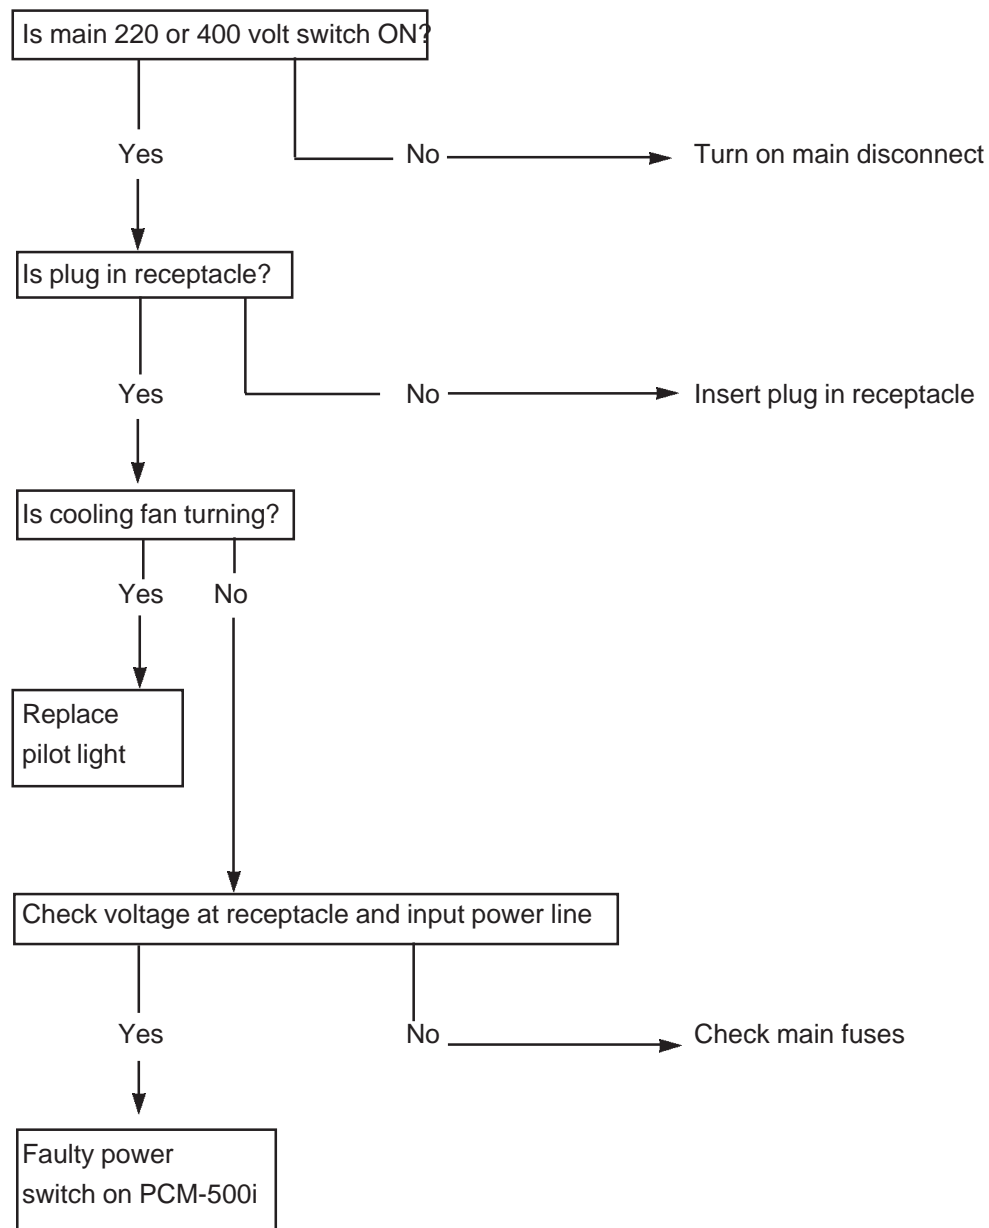 Is main 220 or 400 volt switch ON?
Yes
No
Turn on main disconnect
Is plug in receptacle?
Yes
No
Insert plug in receptacle
Is cooling fan turning?
Yes
No
Replace
pilot light
Check voltage at receptacle and input power line
Yes
No
Check main fuses
Faulty power
switch on PCM-500i